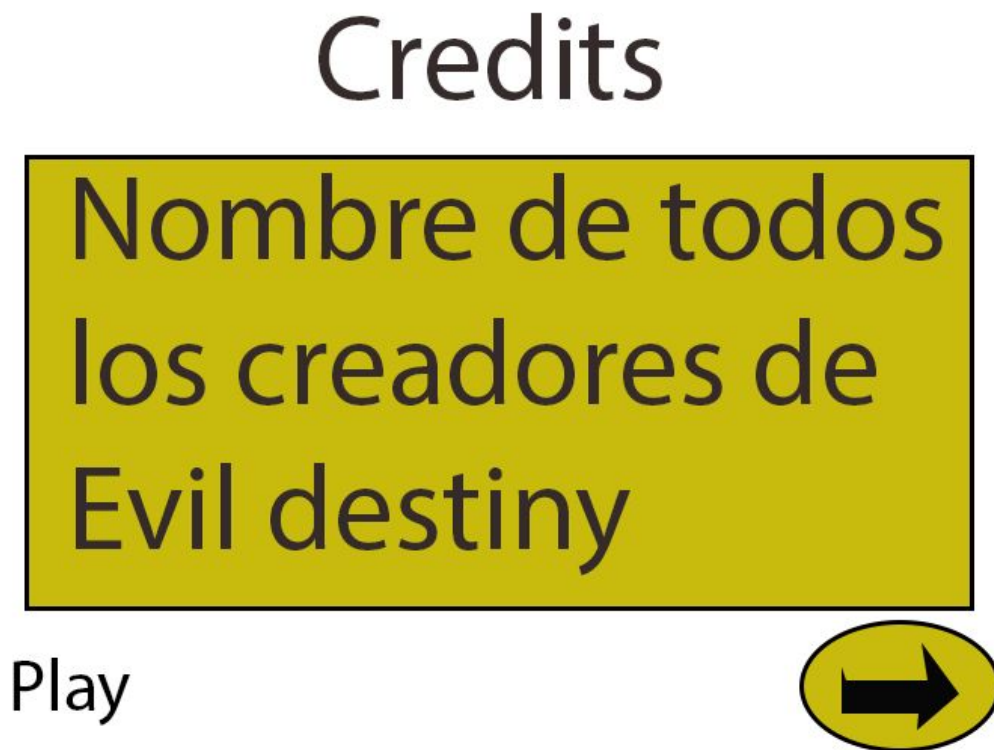 Credits
Nombre de todos
los creadores de
Evil destiny
Play